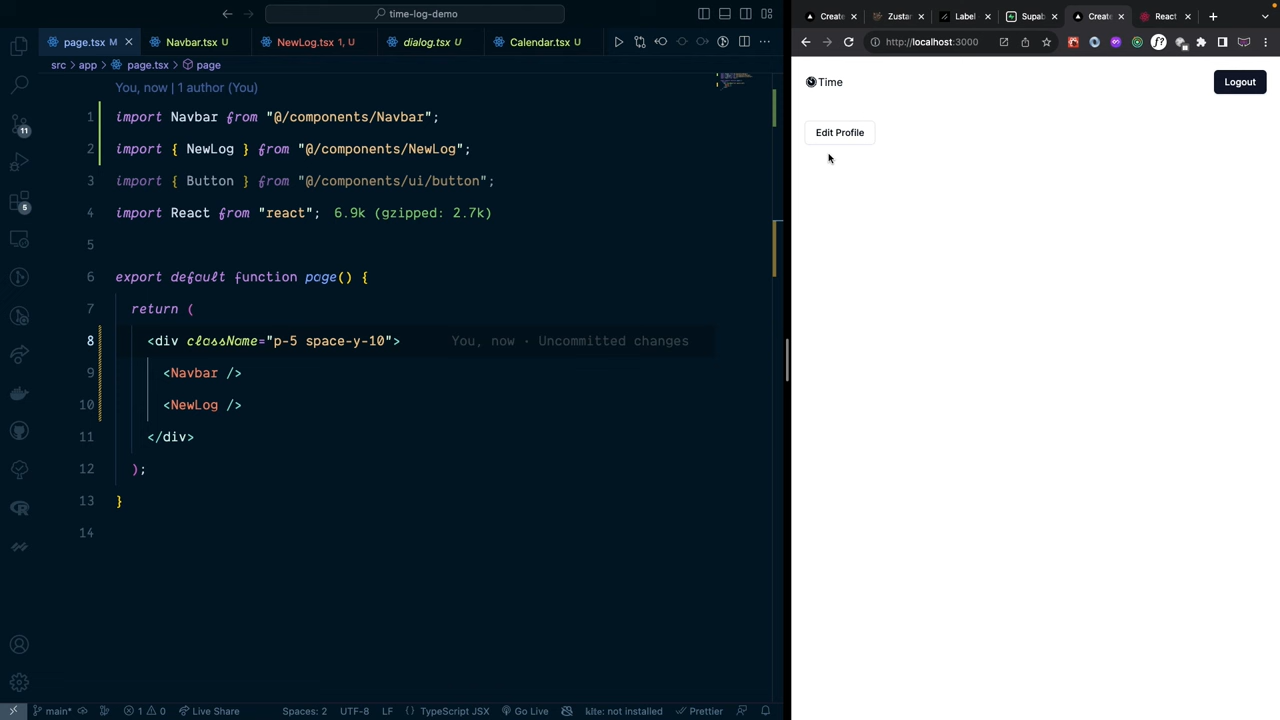 time-log-demo
page.tsx M
Navbar.tsx U
NewLog.tsx 1, U
dialog.tsx U
Calendar.tsx U
src > app > page.tsx > page
You, now | 1 author (You)
1 import Navbar from "@/components/Navbar";
2 import { NewLog } from "@/components/NewLog";
3 import { Button } from "@/components/ui/button";
4 import React from "react"; 6.9k (gzipped: 2.7k)
5
6 export default function page() {
7 return (
8 <div className="p-5 space-y-10"> You, now · Uncommitted changes
9 <Navbar />
10 <NewLog />
11 </div>
12 );
13 }
14
11
5
main* 1 0 Live Share Spaces: 2 UTF-8 LF {} TypeScript JSX Go Live kite: not installed Prettier
Create
Zustar
Label
Supab
Create
React
http://localhost:3000
f?
Time
Logout
Edit Profile